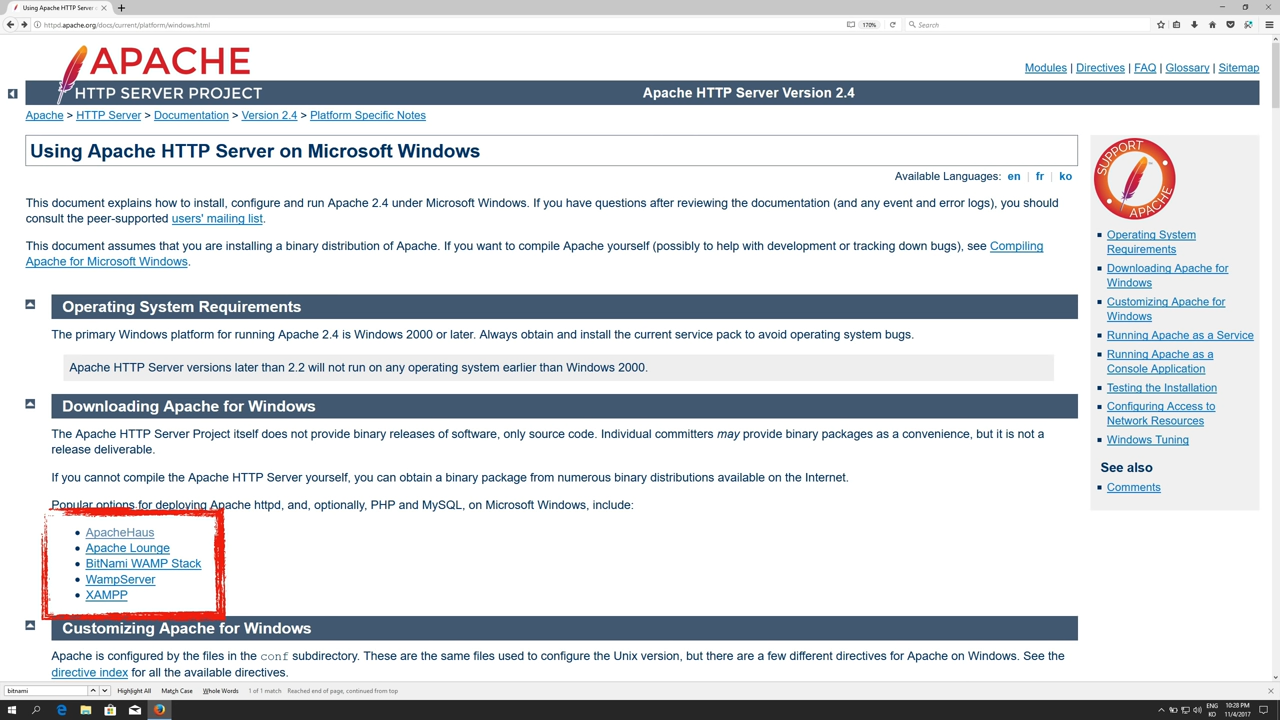 Using Apache HTTP Server o
httpd.apache.org/docs/current/platform/windows.html
170%
Search
APACHE
HTTP SERVER PROJECT
Modules | Directives | FAQ | Glossary | Sitemap
Apache HTTP Server Version 2.4
Apache > HTTP Server > Documentation > Version 2.4 > Platform Specific Notes
Using Apache HTTP Server on Microsoft Windows
Available Languages: en | fr | ko
This document explains how to install, configure and run Apache 2.4 under Microsoft Windows. If you have questions after reviewing the documentation (and any event and error logs), you should
consult the peer-supported users' mailing list.
This document assumes that you are installing a binary distribution of Apache. If you want to compile Apache yourself (possibly to help with development or tracking down bugs), see Compiling
Apache for Microsoft Windows.
Operating System Requirements
The primary Windows platform for running Apache 2.4 is Windows 2000 or later. Always obtain and install the current service pack to avoid operating system bugs.
Apache HTTP Server versions later than 2.2 will not run on any operating system earlier than Windows 2000.
Downloading Apache for Windows
The Apache HTTP Server Project itself does not provide binary releases of software, only source code. Individual committers may provide binary packages as a convenience, but it is not a
release deliverable.
If you cannot compile the Apache HTTP Server yourself, you can obtain a binary package from numerous binary distributions available on the Internet.
Popular options for deploying Apache httpd, and, optionally, PHP and MySQL, on Microsoft Windows, include:
ApacheHaus
Apache Lounge
BitNami WAMP Stack
WampServer
XAMPP
Customizing Apache for Windows
Apache is configured by the files in the conf subdirectory. These are the same files used to configure the Unix version, but there are a few different directives for Apache on Windows. See the
directive index for all the available directives.
SUPPORT
APACHE
Operating System
Requirements
Downloading Apache for
Windows
Customizing Apache for
Windows
Running Apache as a Service
Running Apache as a
Console Application
Testing the Installation
Configuring Access to
Network Resources
Windows Tuning
See also
Comments
bitnami
Highlight All
Match Case
Whole Words
1 of 1 match
Reached end of page, continued from top
ENG
KO
10:28 PM
11/4/2017